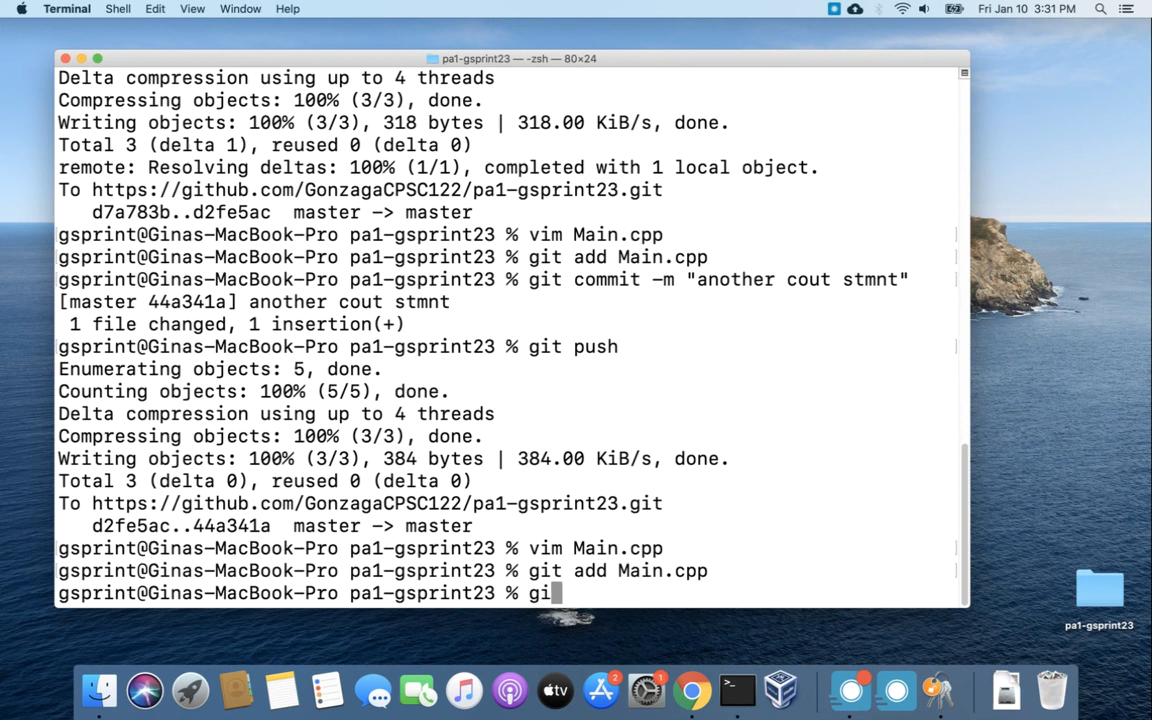 Terminal Shell Edit View Window Help Fri Jan 10 3:31 PM
pa1-gsprint23 — -zsh — 80×24
Delta compression using up to 4 threads
Compressing objects: 100% (3/3), done.
Writing objects: 100% (3/3), 318 bytes | 318.00 KiB/s, done.
Total 3 (delta 1), reused 0 (delta 0)
remote: Resolving deltas: 100% (1/1), completed with 1 local object.
To https://github.com/GonzagaCPSC122/pa1-gsprint23.git
d7a783b..d2fe5ac master -> master
gsprint@Ginas-MacBook-Pro pa1-gsprint23 % vim Main.cpp
gsprint@Ginas-MacBook-Pro pa1-gsprint23 % git add Main.cpp
gsprint@Ginas-MacBook-Pro pa1-gsprint23 % git commit -m "another cout stmnt"
[master 44a341a] another cout stmnt
1 file changed, 1 insertion(+)
gsprint@Ginas-MacBook-Pro pa1-gsprint23 % git push
Enumerating objects: 5, done.
Counting objects: 100% (5/5), done.
Delta compression using up to 4 threads
Compressing objects: 100% (3/3), done.
Writing objects: 100% (3/3), 384 bytes | 384.00 KiB/s, done.
Total 3 (delta 0), reused 0 (delta 0)
To https://github.com/GonzagaCPSC122/pa1-gsprint23.git
d2fe5ac..44a341a master -> master
gsprint@Ginas-MacBook-Pro pa1-gsprint23 % vim Main.cpp
gsprint@Ginas-MacBook-Pro pa1-gsprint23 % git add Main.cpp
gsprint@Ginas-MacBook-Pro pa1-gsprint23 % gi
pa1-gsprint23
tv
2
1
>_